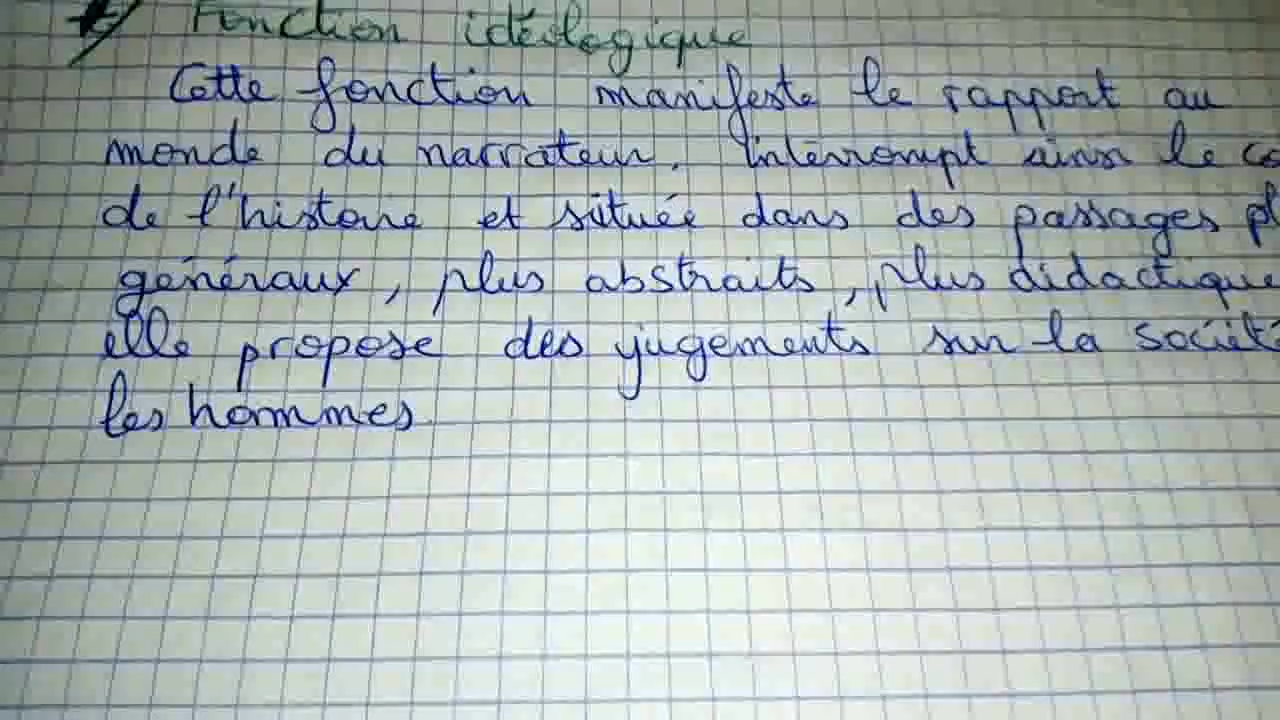 Fonction idéologique
Cette fonction manifeste le rapport au
monde du narrateur. Interrompt ainsi le
de l'histoire et située dans des passages
généraux, plus abstraits, plus didactique
elle propose des jugements sur la société
les hommes